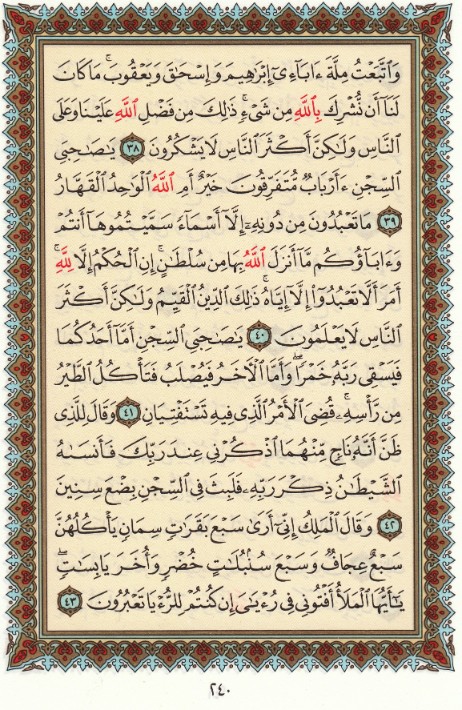 وَٱتَّبَعْتُ مِلَّةَ ءَابَآءِىٓ إِبْرَٰهِيمَ وَإِسْحَٰقَ وَيَعْقُوبَ ۚ مَا كَانَ
لَنَآ أَن نُّشْرِكَ بِٱللَّهِ مِن شَىْءٍ ۚ ذَٰلِكَ مِن فَضْلِ ٱللَّهِ عَلَيْنَا وَعَلَى
ٱلنَّاسِ وَلَٰكِنَّ أَكْثَرَ ٱلنَّاسِ لَا يَشْكُرُونَ ٣٨ يَٰصَىٰحِبَىِ
ٱلسِّجْنِ ءَأَرْبَابٌ مُّتَفَرِّقُونَ خَيْرٌ أَمِ ٱللَّهُ ٱلْوَٰحِدُ ٱلْقَهَّارُ
٣٩ مَا تَعْبُدُونَ مِن دُونِهِۦٓ إِلَّآ أَسْمَآءً سَمَّيْتُمُوهَآ أَنتُمْ
وَءَابَآؤُكُم مَّآ أَنزَلَ ٱللَّهُ بِهَا مِن سُلْطَٰنٍ ۚ إِنِ ٱلْحُكْمُ إِلَّا لِلَّهِ ۚ
أَمَرَ أَلَّا تَعْبُدُوٓا۟ إِلَّآ إِيَّاهُ ۚ ذَٰلِكَ ٱلدِّينُ ٱلْقَيِّمُ وَلَٰكِنَّ أَكْثَرَ
ٱلنَّاسِ لَا يَعْلَمُونَ ٤٠ يَٰصَىٰحِبَىِ ٱلسِّجْنِ أَمَّآ أَحَدُكُمَا
فَيَسْقِى رَبَّهُۥ خَمْرًا ۖ وَأَمَّا ٱلْءَاخَرُ فَيُصْلَبُ فَتَأْكُلُ ٱلطَّيْرُ
مِن رَّأْسِهِۦ ۚ قُضِىَ ٱلْأَمْرُ ٱلَّذِى فِيهِ تَسْتَفْتِيَانِ ٤١ وَقَالَ لِلَّذِى
ظَنَّ أَنَّهُۥ نَاجٍ مِّنْهُمَا ٱذْكُرْنِى عِندَ رَبِّكَ فَأَنسَىٰهُ
ٱلشَّيْطَٰنُ ذِكْرَ رَبِّهِۦ فَلَبِثَ فِى ٱلسِّجْنِ بِضْعَ سِنِينَ
٤٢ وَقَالَ ٱلْمَلِكُ إِنِّىٓ أَرَىٰ سَبْعَ بَقَرَٰتٍ سِمَانٍ يَأْكُلُهُنَّ
سَبْعٌ عِجَافٌ وَسَبْعَ سُنۢبُلَٰتٍ خُضْرٍ وَأُخَرَ يَابِسَٰتٍ ۖ
يَٰٓأَيُّهَا ٱلْمَلَأُ أَفْتُونِى فِى رُءْيَٰىَ إِن كُنتُمْ لِلرُّءْيَا تَعْبُرُونَ ٤٣
٢٤٠